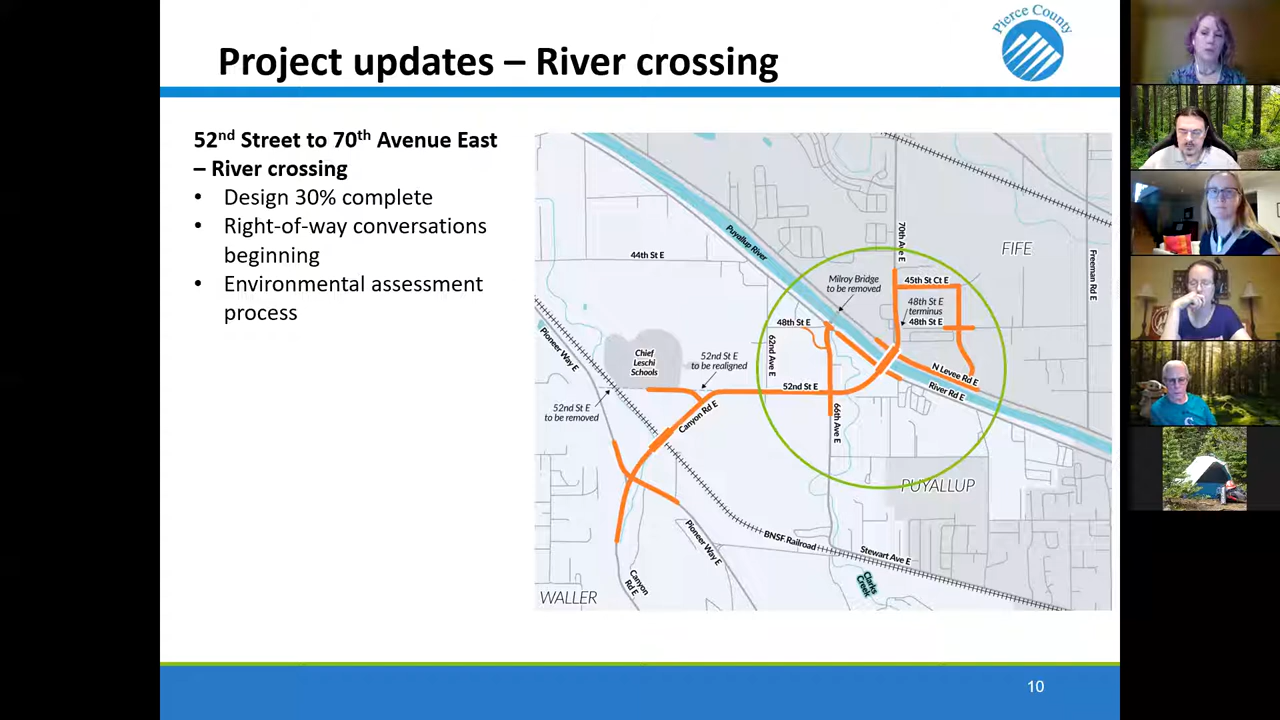 Project updates – River crossing
Pierce County
52nd Street to 70th Avenue East
– River crossing
• Design 30% complete
• Right-of-way conversations
beginning
• Environmental assessment
process
Puyallup River
44th St E
70th Ave E
FIFE
Freeman Rd E
Milroy Bridge
to be removed
45th St Ct E
48th St E
terminus
48th St E
48th St E
62nd Ave E
Pioneer Way E
Chief
Leschi
Schools
52nd St E
to be realigned
52nd St E
N Levee Rd E
River Rd E
52nd St E
to be removed
Canyon Rd E
66th Ave E
PUYALLUP
Pioneer Way E
BNSF Railroad
Stewart Ave E
Clarks
Creek
Canyon
Rd E
WALLER
10